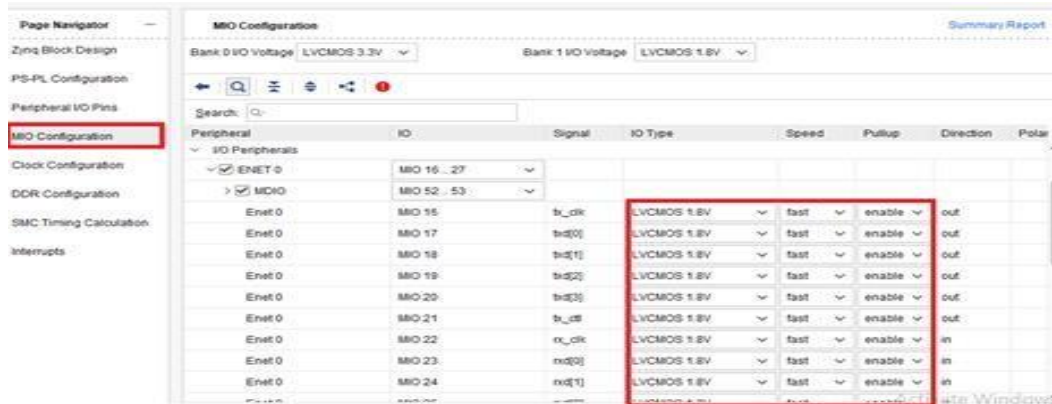 Page Navigator
MIO Configuration
Summary Report
Zynq Block Design
Bank 0 I/O Voltage LVCMOS 3.3V
Bank 1 I/O Voltage LVCMOS 1.8V
PS-PL Configuration
Peripheral I/O Pins
Search:
MIO Configuration
Peripheral IO Signal IO Type Speed Pullup Direction Polar
I/O Peripherals
Clock Configuration
ENET 0 MIO 16 .. 27
DDR Configuration
MDIO MIO 52 .. 53
SMC Timing Calculation
Enet 0 MIO 16 tx_clk LVCMOS 1.8V fast enable out
Enet 0 MIO 17 txd[0] LVCMOS 1.8V fast enable out
Interrupts
Enet 0 MIO 18 txd[1] LVCMOS 1.8V fast enable out
Enet 0 MIO 19 txd[2] LVCMOS 1.8V fast enable out
Enet 0 MIO 20 txd[3] LVCMOS 1.8V fast enable out
Enet 0 MIO 21 tx_ctl LVCMOS 1.8V fast enable out
Enet 0 MIO 22 rx_clk LVCMOS 1.8V fast enable in
Enet 0 MIO 23 rxd[0] LVCMOS 1.8V fast enable in
Enet 0 MIO 24 rxd[1] LVCMOS 1.8V fast enable in
Activate Windows